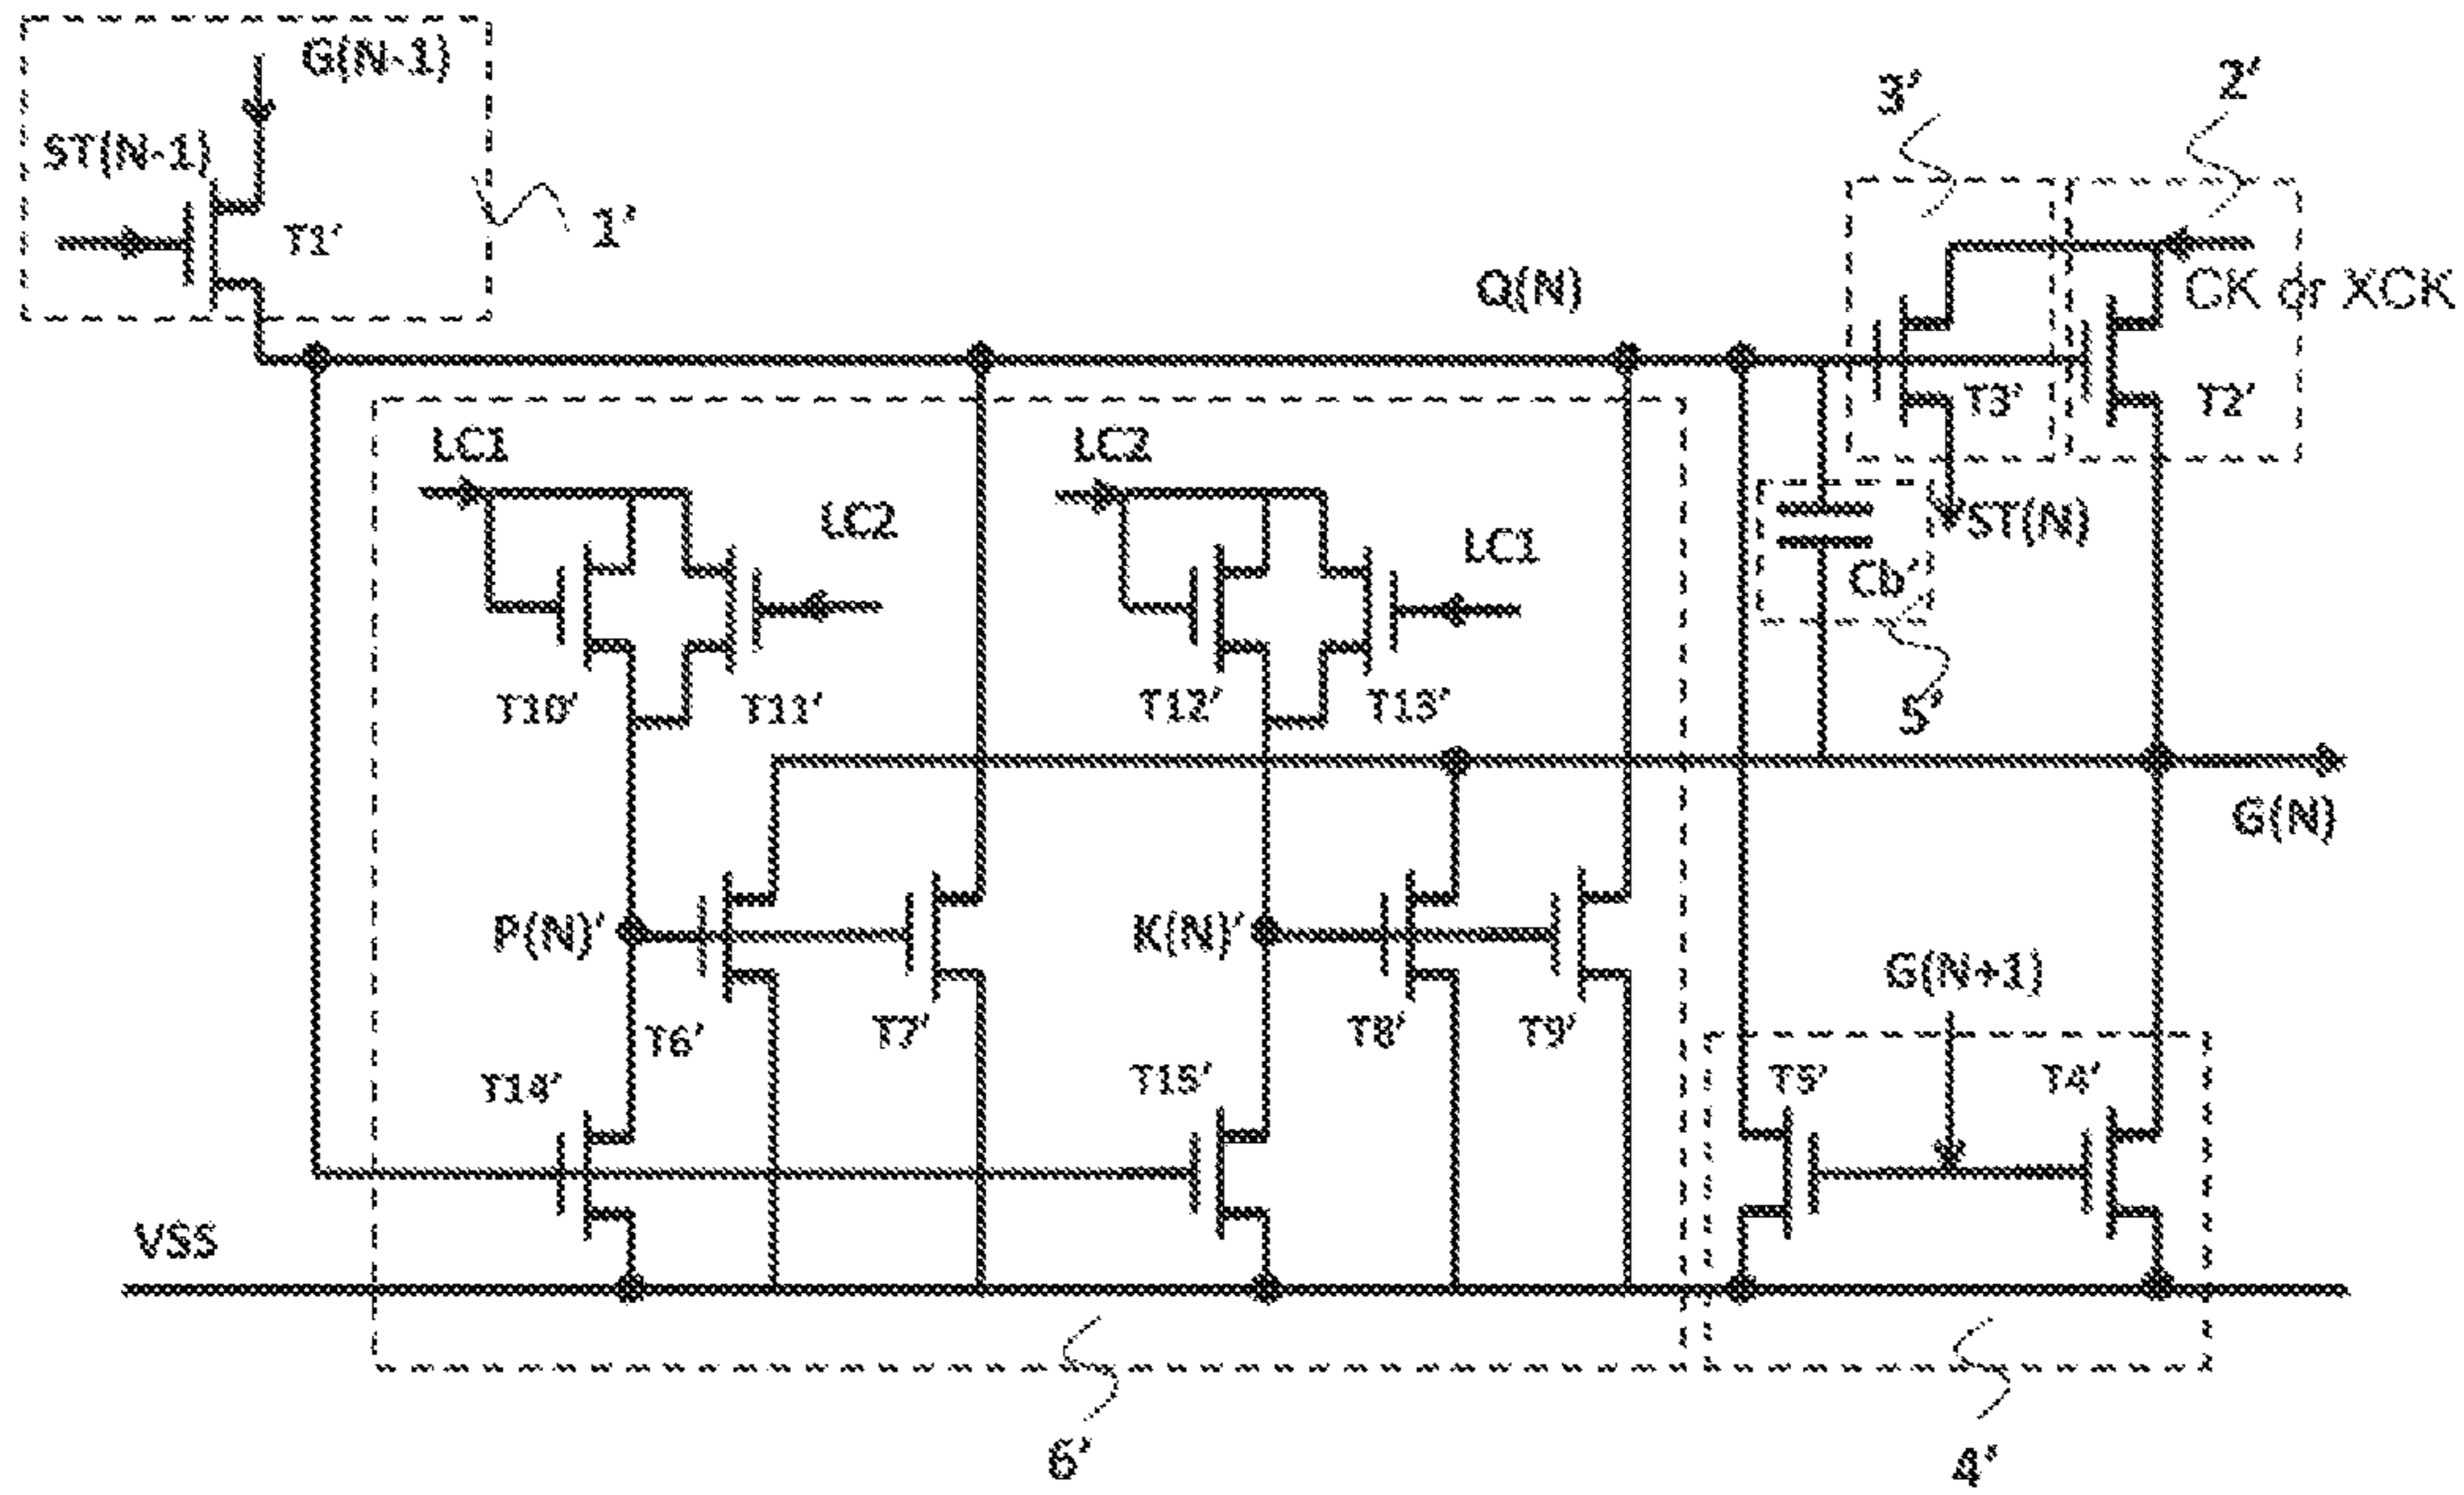 G(N-1)
ST(N-1)
T1'
1'
3'
2'
Q(N)
CK or XCK
T3'
T2'
LC1
LC2
LC2
LC1
ST(N)
Cb'
T10'
T11'
T12'
T13'
5'
G(N)
P(N)'
K(N)'
G(N+1)
T6'
T7'
T8'
T9'
T14'
T15'
T5'
T4'
VSS
6'
4'